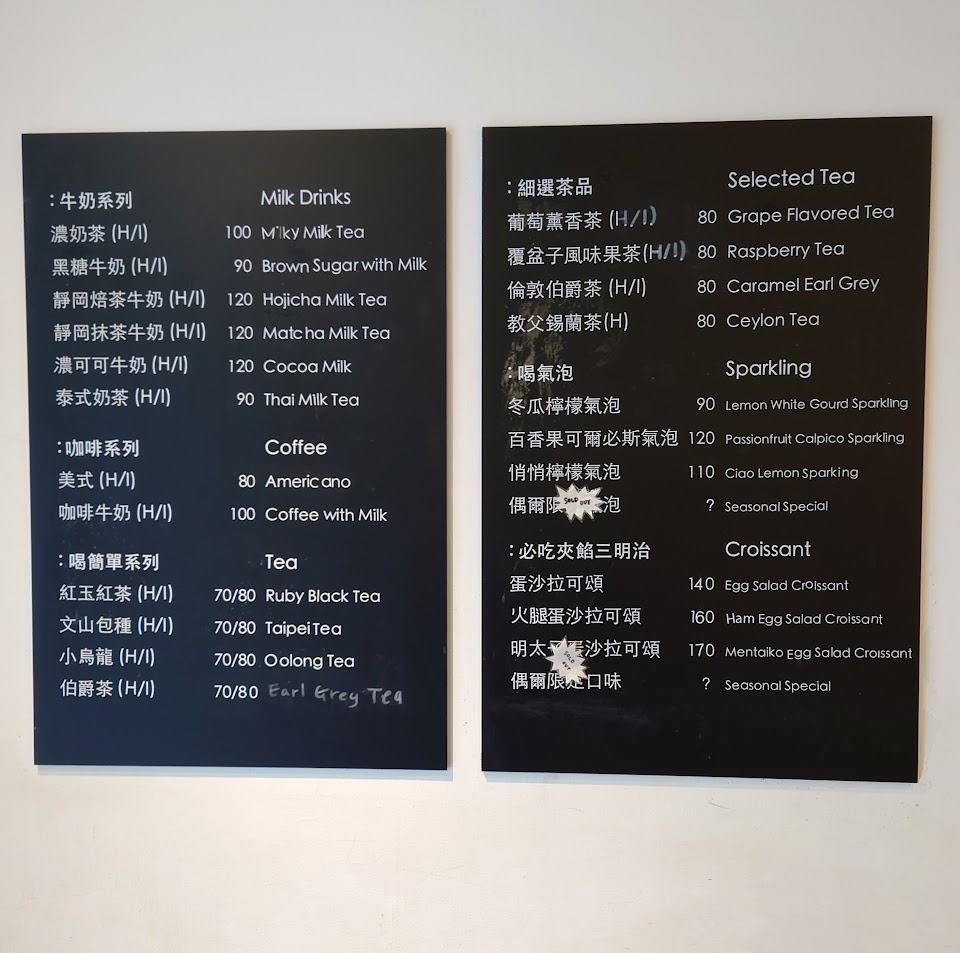 :牛奶系列 Milk Drinks
濃奶茶 (H/I) 100 Milky Milk Tea
黑糖牛奶 (H/I) 90 Brown Sugar with Milk
靜岡焙茶牛奶 (H/I) 120 Hojicha Milk Tea
靜岡抹茶牛奶 (H/I) 120 Matcha Milk Tea
濃可可牛奶 (H/I) 120 Cocoa Milk
泰式奶茶 (H/I) 90 Thai Milk Tea
:咖啡系列 Coffee
美式 (H/I) 80 Americano
咖啡牛奶 (H/I) 100 Coffee with Milk
:喝簡單系列 Tea
紅玉紅茶 (H/I) 70/80 Ruby Black Tea
文山包種 (H/I) 70/80 Taipei Tea
小烏龍 (H/I) 70/80 Oolong Tea
伯爵茶 (H/I) 70/80 Earl Grey Tea
:細選茶品 Selected Tea
葡萄薰香茶 (H/I) 80 Grape Flavored Tea
覆盆子風味果茶(H/I) 80 Raspberry Tea
倫敦伯爵茶 (H/I) 80 Caramel Earl Grey
教父錫蘭茶(H) 80 Ceylon Tea
:喝氣泡 Sparkling
冬瓜檸檬氣泡 90 Lemon White Gourd Sparkling
百香果可爾必斯氣泡 120 Passionfruit Calpico Sparkling
俏悄檸檬氣泡 110 Ciao Lemon Sparking
偶爾限 SOLD OUT 泡 ? Seasonal Special
:必吃夾餡三明治 Croissant
蛋沙拉可頌 140 Egg Salad Croissant
火腿蛋沙拉可頌 160 Ham Egg Salad Croissant
明太 SOLD OUT 沙拉可頌 170 Mentaiko Egg Salad Croissant
偶爾限定口味 ? Seasonal Special